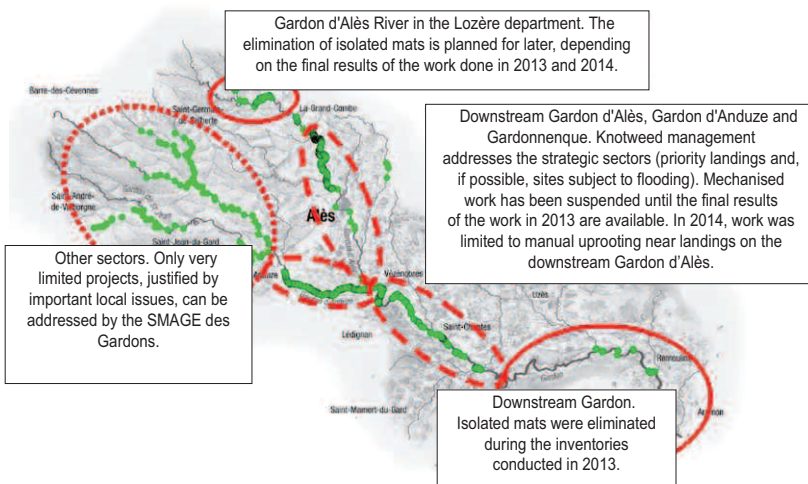 Gardon d'Alès River in the Lozère department. The
elimination of isolated mats is planned for later, depending
on the final results of the work done in 2013 and 2014.
Barre-des-Cévennes
La Grand-Combe
Downstream Gardon d'Alès, Gardon d'Anduze and
Gardonnenque. Knotweed management
addresses the strategic sectors (priority landings and,
if possible, sites subject to flooding). Mechanised
work has been suspended until the final results
of the work in 2013 are available. In 2014, work was
limited to manual uprooting near landings on the
downstream Gardon d'Alès.
Saint-André-
de-Valborgne
Alès
Saint-Jean-du-Gard
Other sectors. Only very
limited projects, justified by
important local issues, can be
addressed by the SMAGE des
Gardons.
Anduze
Vézénobres
Uzès
Lédignan
Saint-Chaptes
Gardon
Remoulins
Saint-Mamert-du-Gard
Downstream Gardon.
Isolated mats were eliminated
during the inventories
conducted in 2013.